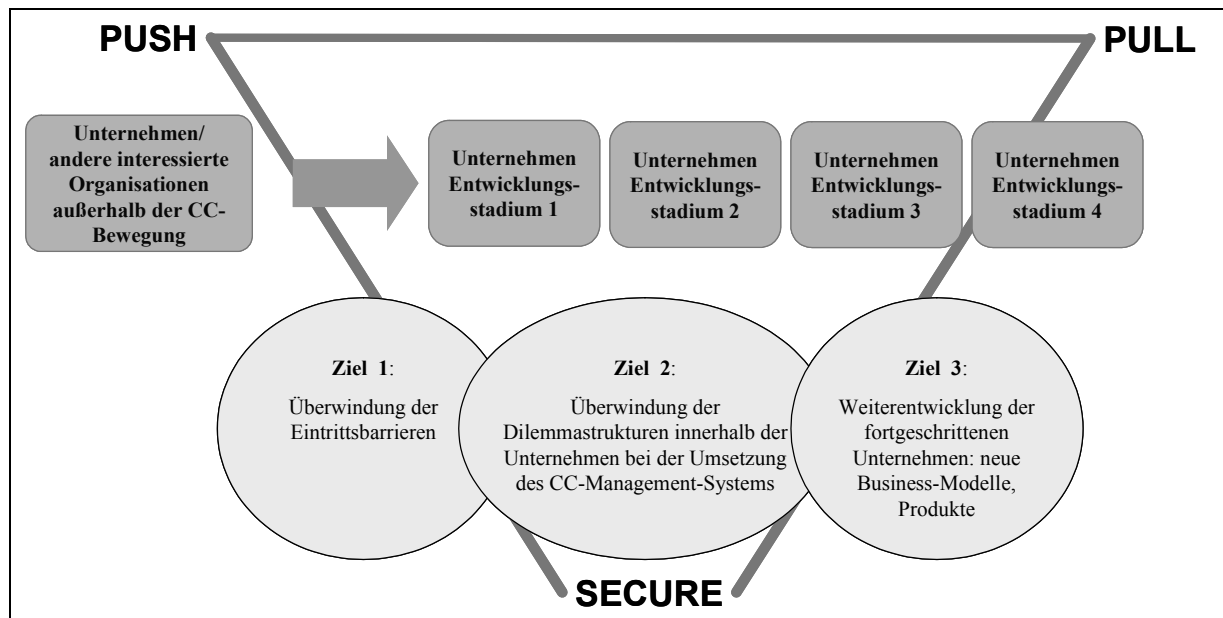 PUSH
PULL
Unternehmen/
andere interessierte
Organisationen
außerhalb der CC-
Bewegung
Unternehmen
Entwicklungs-
stadium 1
Unternehmen
Entwicklungs-
stadium 2
Unternehmen
Entwicklungs-
stadium 3
Unternehmen
Entwicklungs-
stadium 4
Ziel 1:
Überwindung der
Eintrittsbarrieren
Ziel 2:
Überwindung der
Dilemmastrukturen innerhalb der
Unternehmen bei der Umsetzung
des CC-Management-Systems
Ziel 3:
Weiterentwicklung der
fortgeschrittenen
Unternehmen: neue
Business-Modelle,
Produkte
SECURE